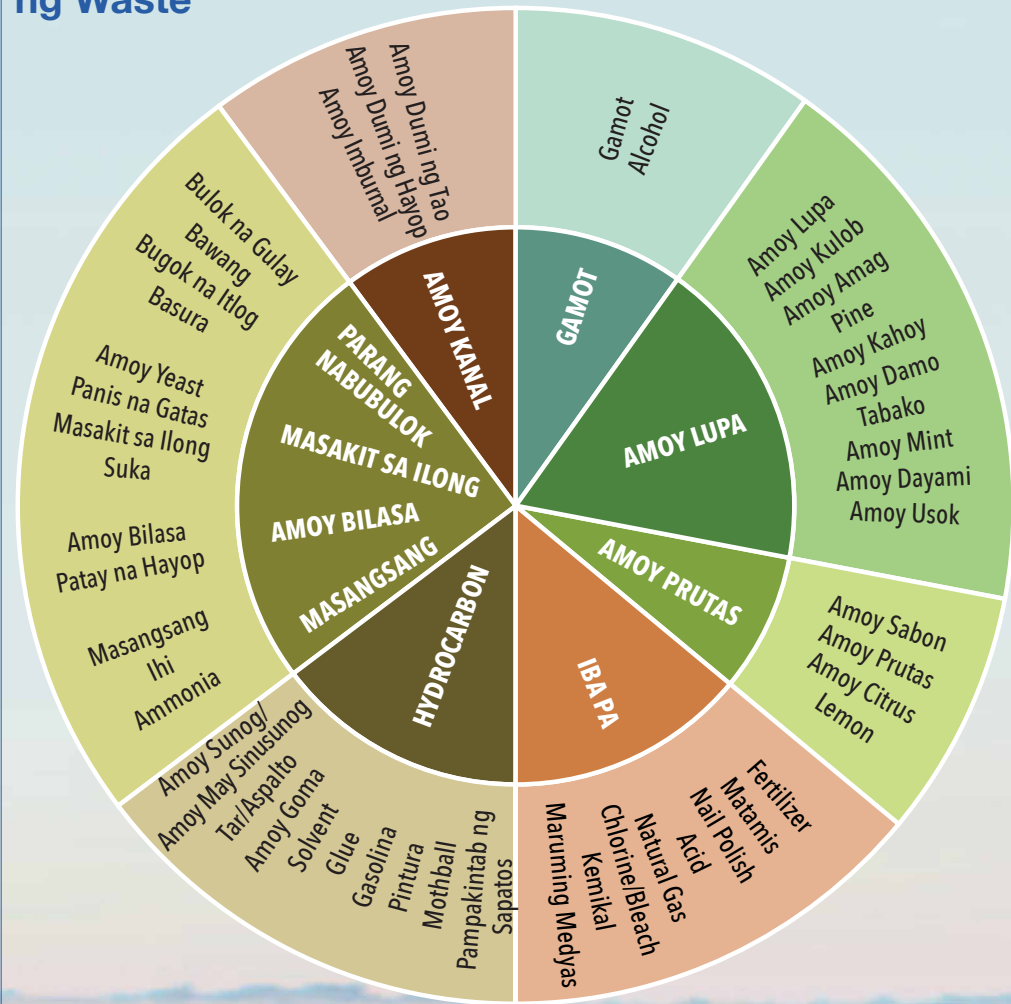 ng Waste
AMOY KANAL
Amoy Dumi ng Tao
Amoy Dumi ng Hayop
Amoy Imburnal
GAMOT
Gamot
Alcohol
AMOY LUPA
Amoy Lupa
Amoy Kulob
Amoy Amag
Pine
Amoy Kahoy
Amoy Damo
Tabako
Amoy Mint
Amoy Dayami
Amoy Usok
AMOY PRUTAS
Amoy Sabon
Amoy Prutas
Amoy Citrus
Lemon
IBA PA
Fertilizer
Matamis
Nail Polish
Acid
Natural Gas
Chlorine/Bleach
Kemikal
Maruming Medyas
HYDROCARBON
Amoy Sunog/
Amoy May Sinusunog
Tar/Aspalto
Amoy Goma
Solvent
Glue
Gasolina
Pintura
Mothball
Pampakintab ng
Sapatos
PARANG
NABUBULOK
Bulok na Gulay
Bawang
Bugok na Itlog
Basura
MASAKIT SA ILONG
Amoy Yeast
Panis na Gatas
Masakit sa Ilong
Suka
AMOY BILASA
Amoy Bilasa
Patay na Hayop
MASANGSANG
Masangsang
Ihi
Ammonia